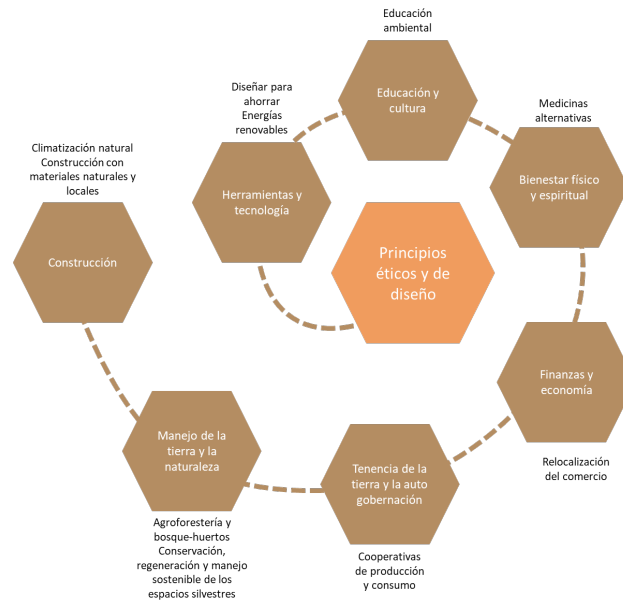 Educación
ambiental
Educación y
cultura
Diseñar para
ahorrar
Energías
renovables
Herramientas y
tecnología
Medicinas
alternativas
Bienestar físico
y espiritual
Climatización natural
Construcción con
materiales naturales y
locales
Construcción
Principios
éticos y de
diseño
Finanzas y
economía
Relocalización
del comercio
Manejo de la
tierra y la
naturaleza
Agroforestería y
bosque-huertos
Conservación,
regeneración y manejo
sostenible de los
espacios silvestres
Tenencia de la
tierra y la auto
gobernación
Cooperativas
de producción
y consumo